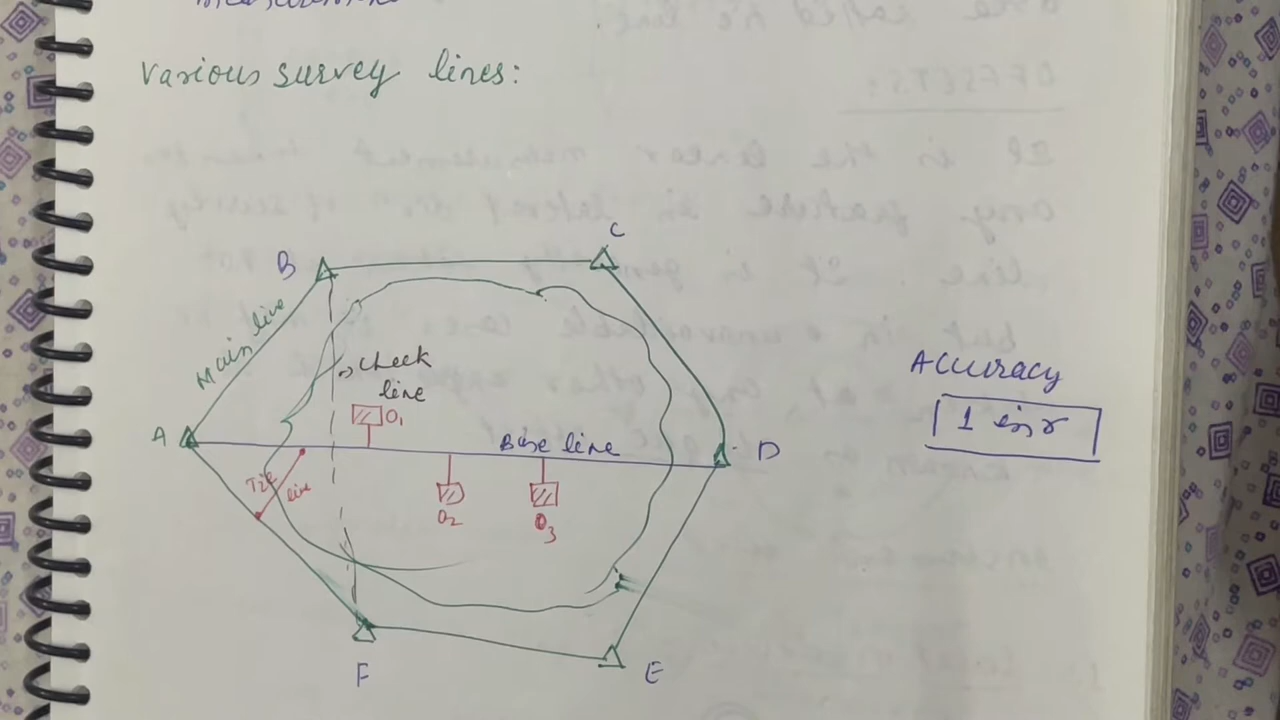 Various survey lines:
C
B
Main line
check
line
O1
A
Base line
D
Tie
line
O2
O3
F
E
Accuracy
1 in r